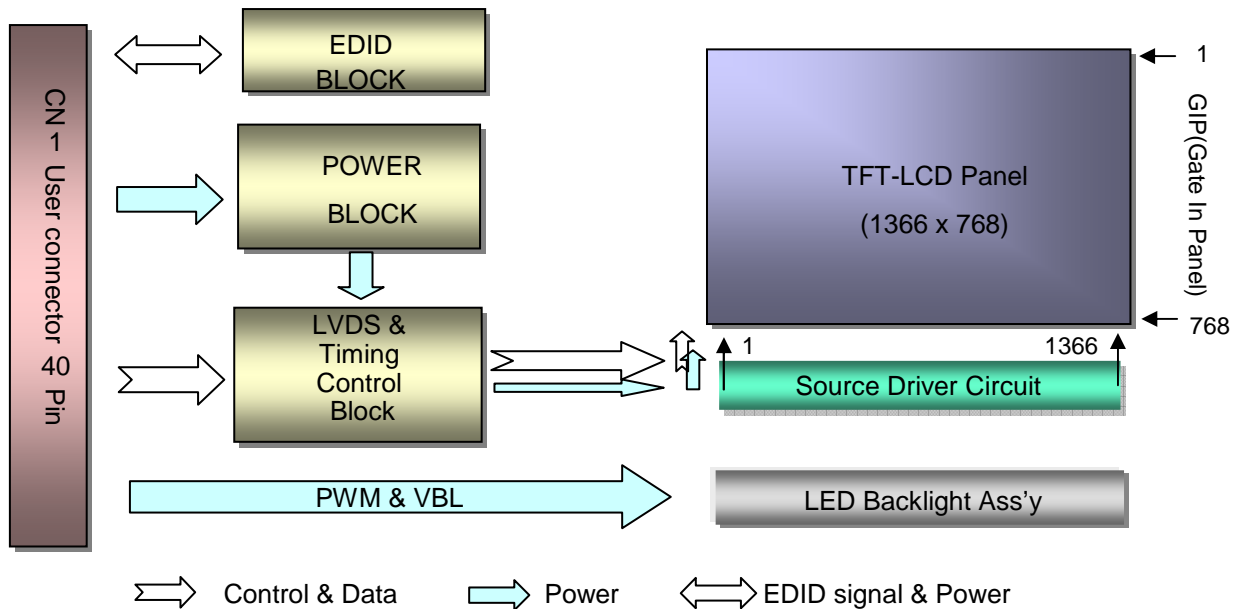 CN 1 User connector 40 Pin
EDID
BLOCK
POWER
BLOCK
LVDS &
Timing
Control
Block
PWM & VBL
TFT-LCD Panel
(1366 x 768)
1
GIP(Gate In Panel)
768
1
1366
Source Driver Circuit
LED Backlight Ass'y
Control & Data
Power
EDID signal & Power